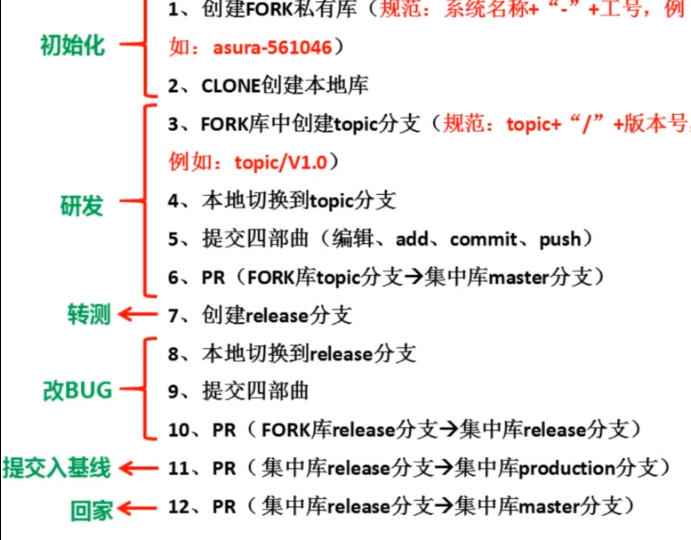 1、创建FORK私有库（规范：系统名称+“-”+工号，例
初始化
如：asura-561046）
2、CLONE创建本地库
3、FORK库中创建topic分支（规范：topic+“/”+版本号，
例如：topic/V1.0）
研发
4、本地切换到topic分支
5、提交四部曲（编辑、add、commit、push）
6、PR（FORK库topic分支→集中库master分支）
转测
7、创建release分支
8、本地切换到release分支
改BUG
9、提交四部曲
10、PR（ FORK库release分支→集中库release分支）
提交入基线
11、PR（ 集中库release分支→集中库production分支）
回家
12、PR（ 集中库release分支→集中库master分支）